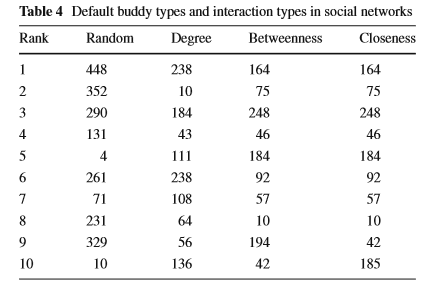 Table 4 Default buddy types and interaction types in social networks
Rank Random Degree Betweenness Closeness
1 448 238 164 164
2 352 10 75 75
3 290 184 248 248
4 131 43 46 46
5 4 111 184 184
6 261 238 92 92
7 71 108 57 57
8 231 64 10 10
9 329 56 194 42
10 10 136 42 185